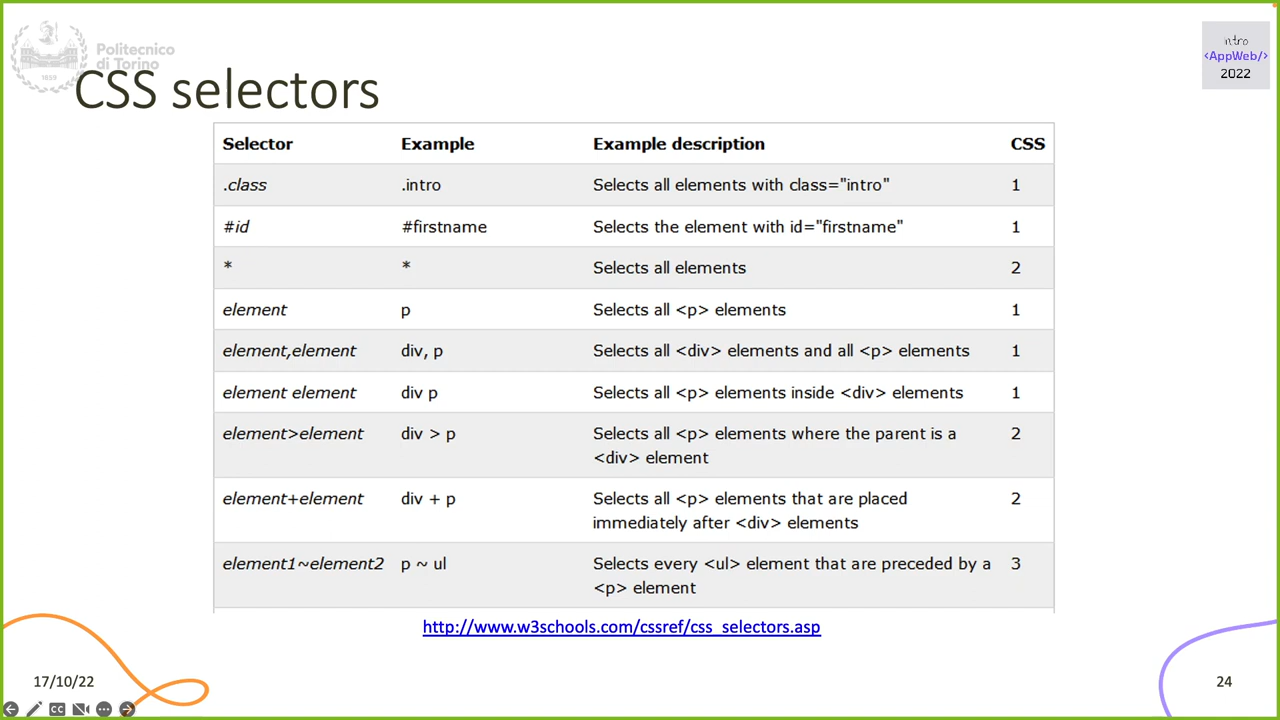 Politecnico
di Torino
1859
intro
<AppWeb/>
2022
CSS selectors
Selector Example Example description CSS
.class .intro Selects all elements with class="intro" 1
#id #firstname Selects the element with id="firstname" 1
* * Selects all elements 2
element p Selects all <p> elements 1
element,element div, p Selects all <div> elements and all <p> elements 1
element element div p Selects all <p> elements inside <div> elements 1
element>element div > p Selects all <p> elements where the parent is a 2
<div> element
element+element div + p Selects all <p> elements that are placed 2
immediately after <div> elements
element1~element2 p ~ ul Selects every <ul> element that are preceded by a 3
<p> element
http://www.w3schools.com/cssref/css_selectors.asp
17/10/22
24
CC